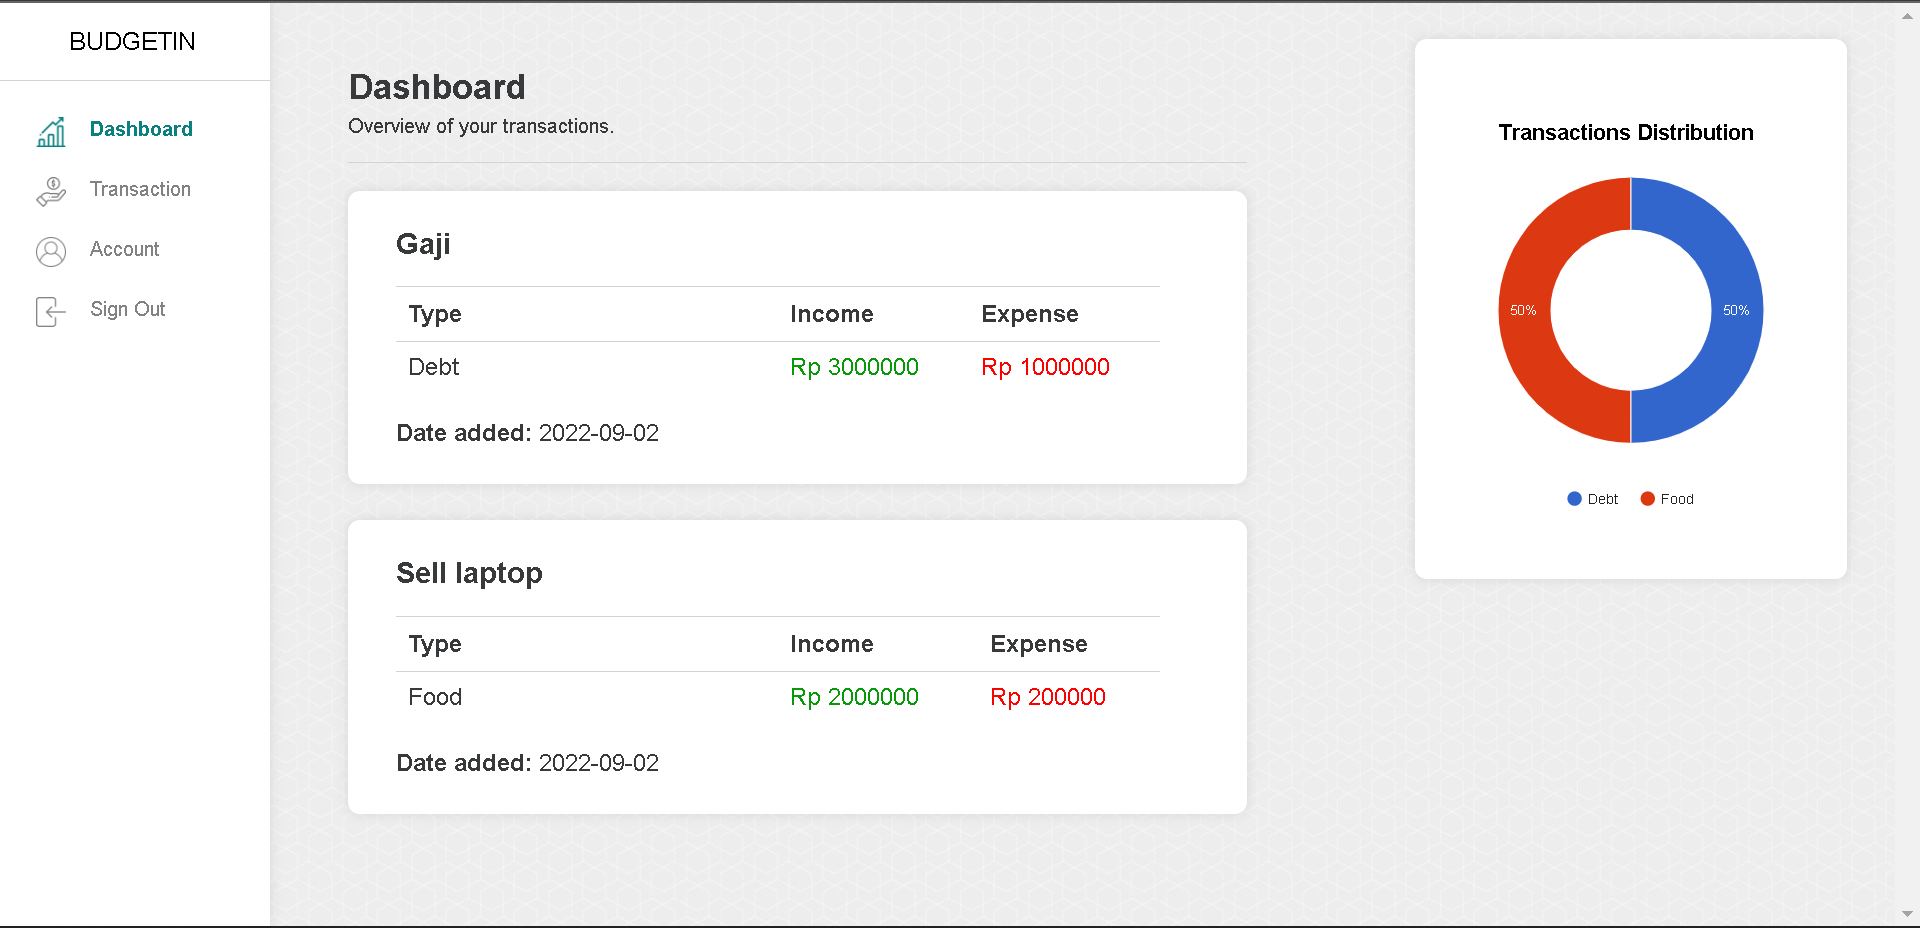 BUDGETIN
Dashboard
Transaction
Account
Sign Out
Dashboard
Overview of your transactions.
Gaji
Type Income Expense
Debt Rp 3000000 Rp 1000000
Date added: 2022-09-02
Sell laptop
Type Income Expense
Food Rp 2000000 Rp 200000
Date added: 2022-09-02
Transactions Distribution
50% 50%
Debt Food